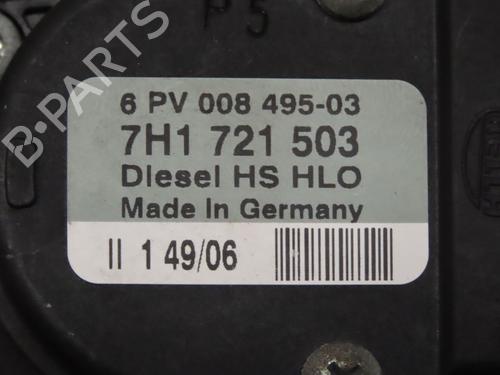 P5
B-PARTS
6 PV 008 495-03
7H1 721 503
Diesel HS HLO
Made in Germany
II 1 49/06